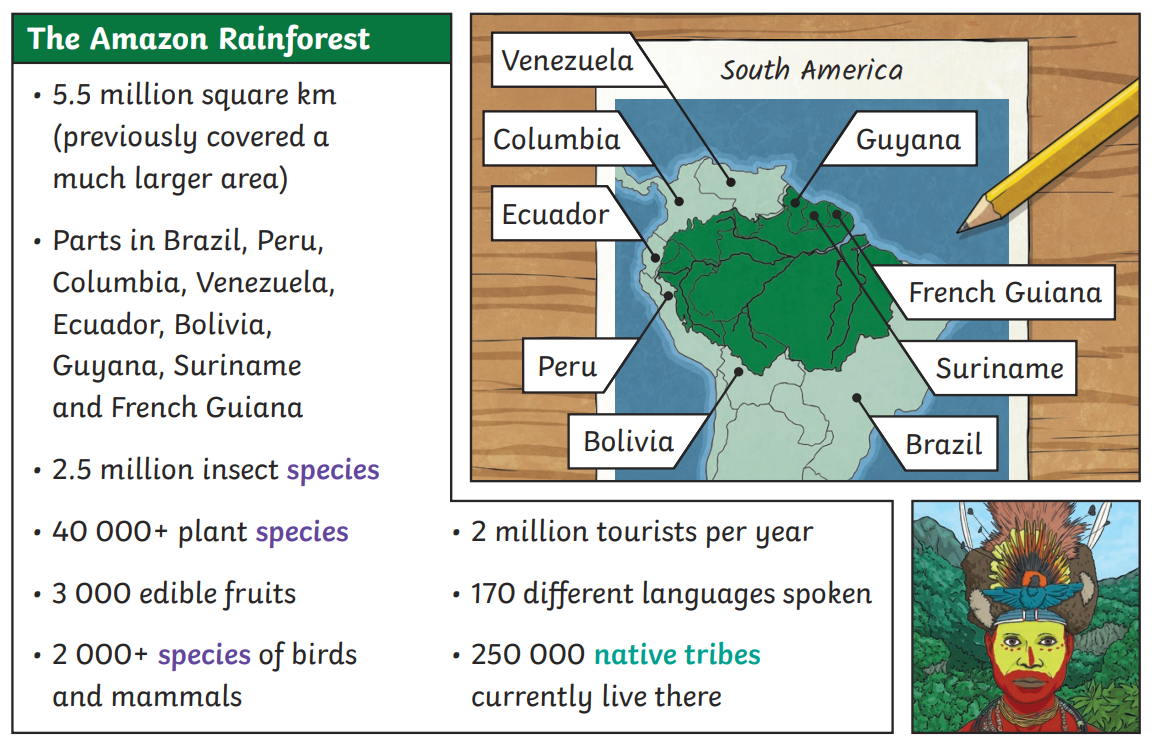 The Amazon Rainforest
• 5.5 million square km
(previously covered a
much larger area)
• Parts in Brazil, Peru,
Columbia, Venezuela,
Ecuador, Bolivia,
Guyana, Suriname
and French Guiana
• 2.5 million insect species
• 40 000+ plant species
• 3 000 edible fruits
• 2 000+ species of birds
and mammals
• 2 million tourists per year
• 170 different languages spoken
• 250 000 native tribes
currently live there
South America
Venezuela
Columbia
Ecuador
Peru
Bolivia
Guyana
French Guiana
Suriname
Brazil